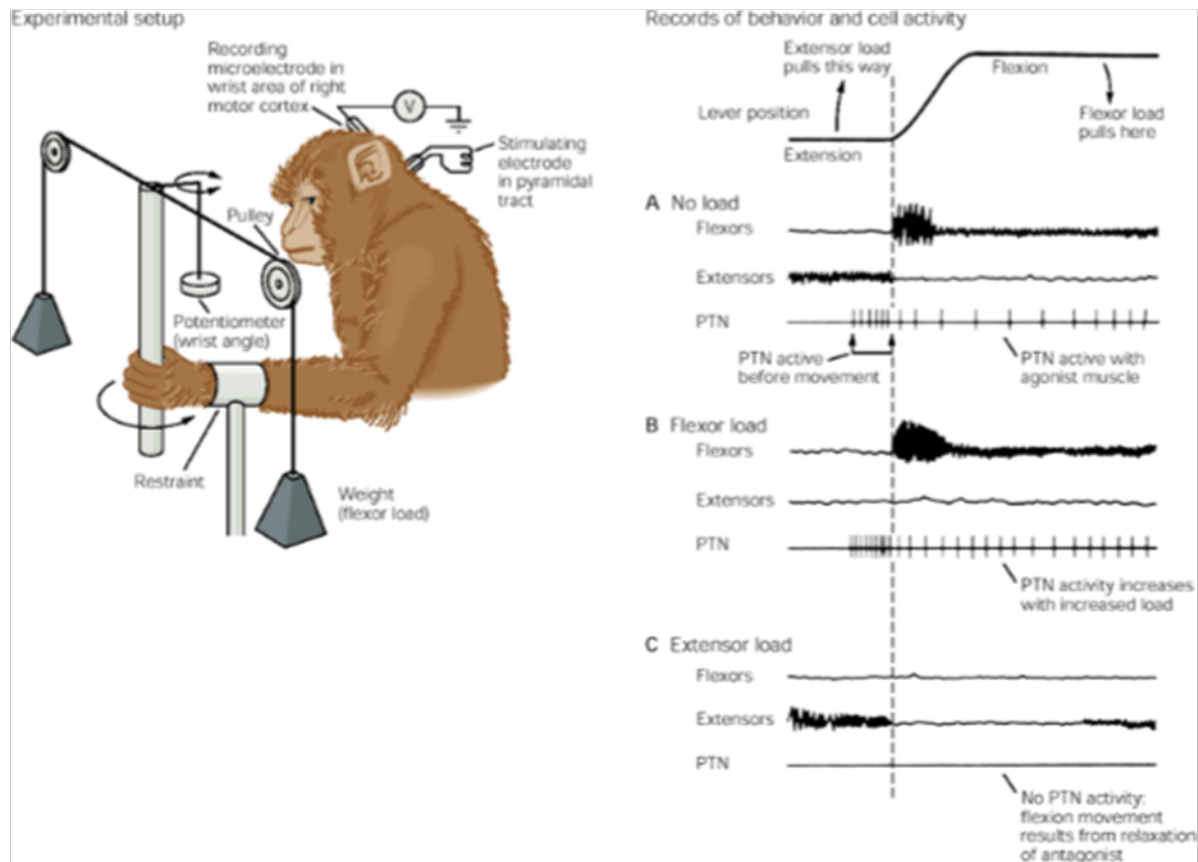 Experimental setup
Recording
microelectrode in
wrist area of right
motor cortex
V
Stimulating
electrode
in pyramidal
tract
Pulley
Potentiometer
(wrist angle)
Restraint
Weight
(flexor load)
Records of behavior and cell activity
Extensor load
pulls this way
Flexion
Lever position
Flexor load
pulls here
Extension
A No load
Flexors
Extensors
PTN
PTN active
before movement
PTN active with
agonist muscle
B Flexor load
Flexors
Extensors
PTN
PTN activity increases
with increased load
C Extensor load
Flexors
Extensors
PTN
No PTN activity:
flexion movement
results from relaxation
of antagonist